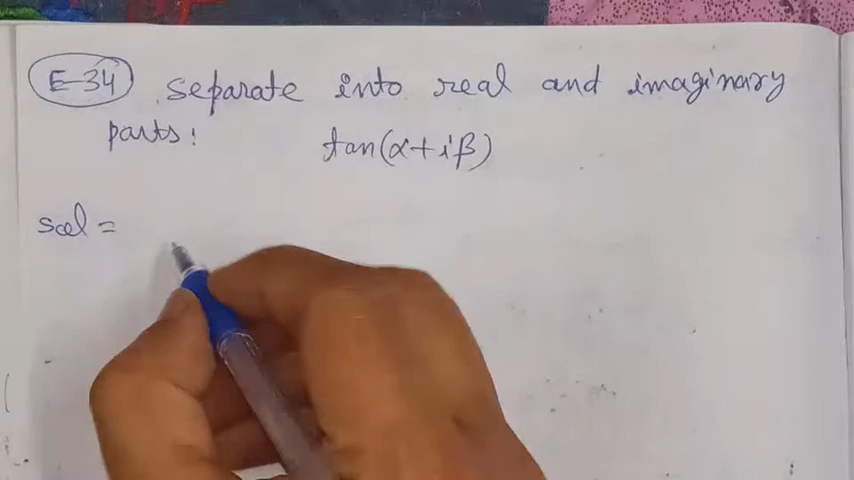 E-34 separate into real and imaginary
parts: tan(α+iβ)
sol =